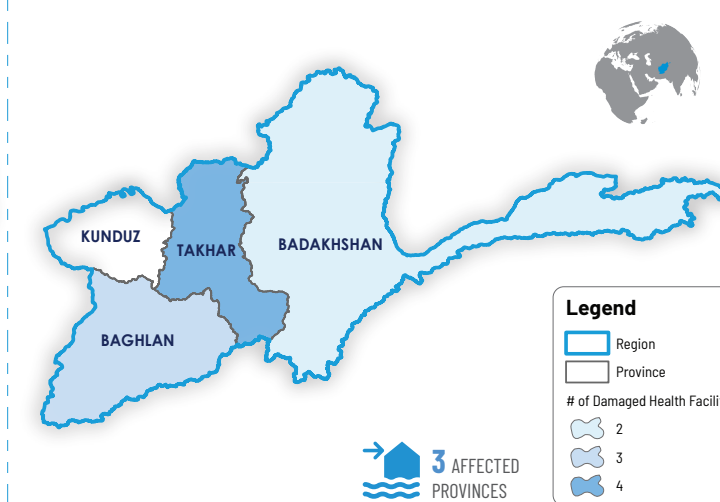 KUNDUZ
TAKHAR
BADAKHSHAN
BAGHLAN
Legend
Region
Province
# of Damaged Health Facili
2
3
4
3 AFFECTED
PROVINCES